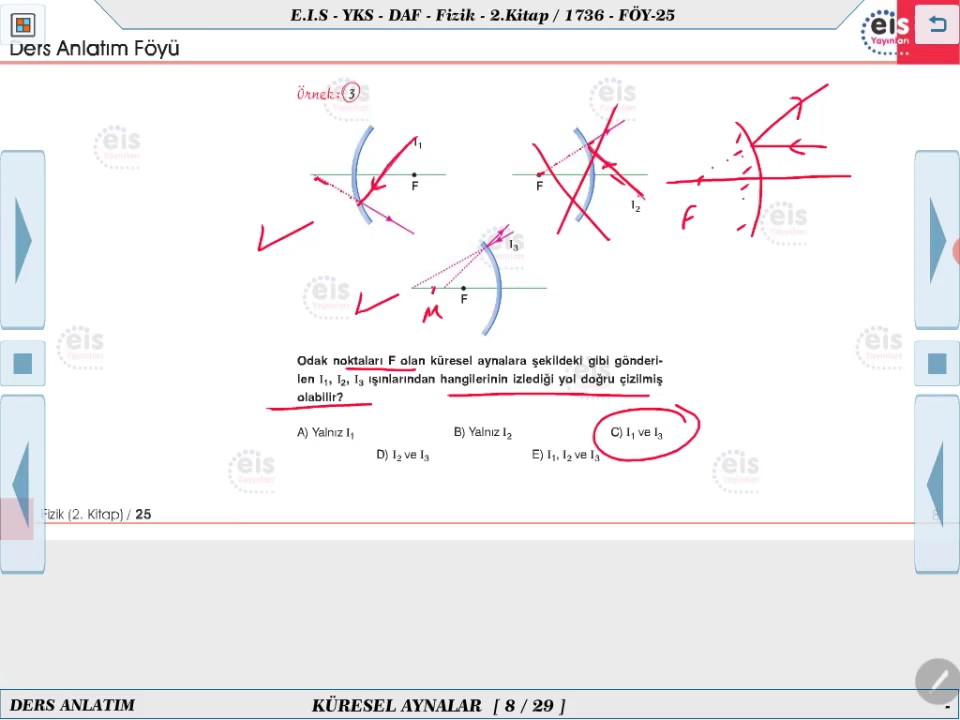 E.I.S - YKS - DAF - Fizik - 2.Kitap / 1736 - FÖY-25
eis
Yayınları
Ders Anlatım Föyü
Örnek: 3
I₁
F
F
I₂
F
I₃
F
M
Odak noktaları F olan küresel aynalara şekildeki gibi gönderi-
len I₁, I₂, I₃ ışınlarından hangilerinin izlediği yol doğru çizilmiş
olabilir?
A) Yalnız I₁
B) Yalnız I₂
C) I₁ ve I₃
D) I₂ ve I₃
E) I₁, I₂ ve I₃
Fizik (2. Kitap) / 25
8
DERS ANLATIM
KÜRESEL AYNALAR [ 8 / 29 ]
-